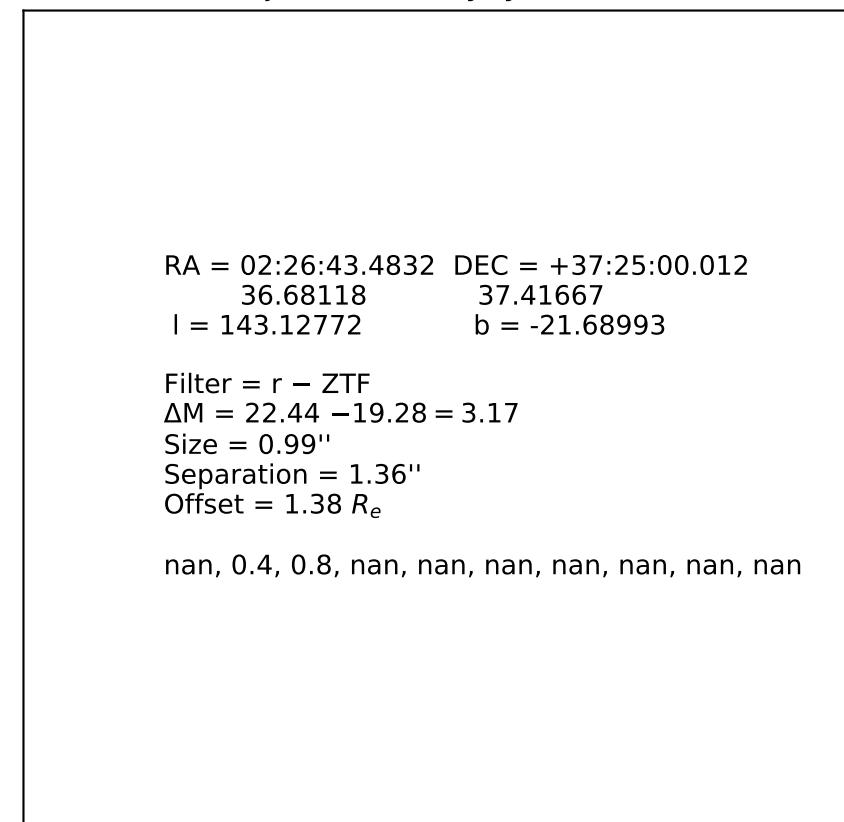 RA = 02:26:43.4832  DEC = +37:25:00.012
36.68118  37.41667
l = 143.12772  b = -21.68993
Filter = r − ZTF
ΔM = 22.44 −19.28 = 3.17
Size = 0.99''
Separation = 1.36''
Offset = 1.38 Rₑ
nan, 0.4, 0.8, nan, nan, nan, nan, nan, nan, nan